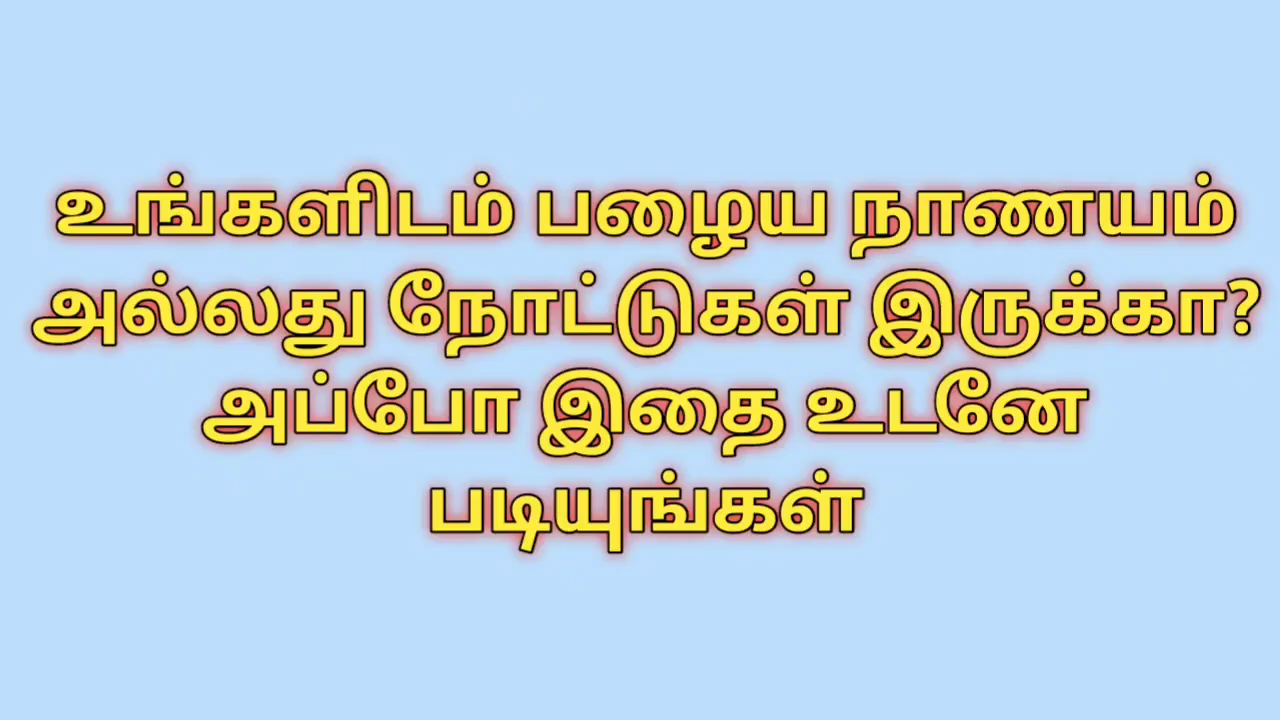 உங்களிடம் பழைய நாணயம்
அல்லது நோட்டுகள் இருக்கா?
அப்போ இதை உடனே
படியுங்கள்